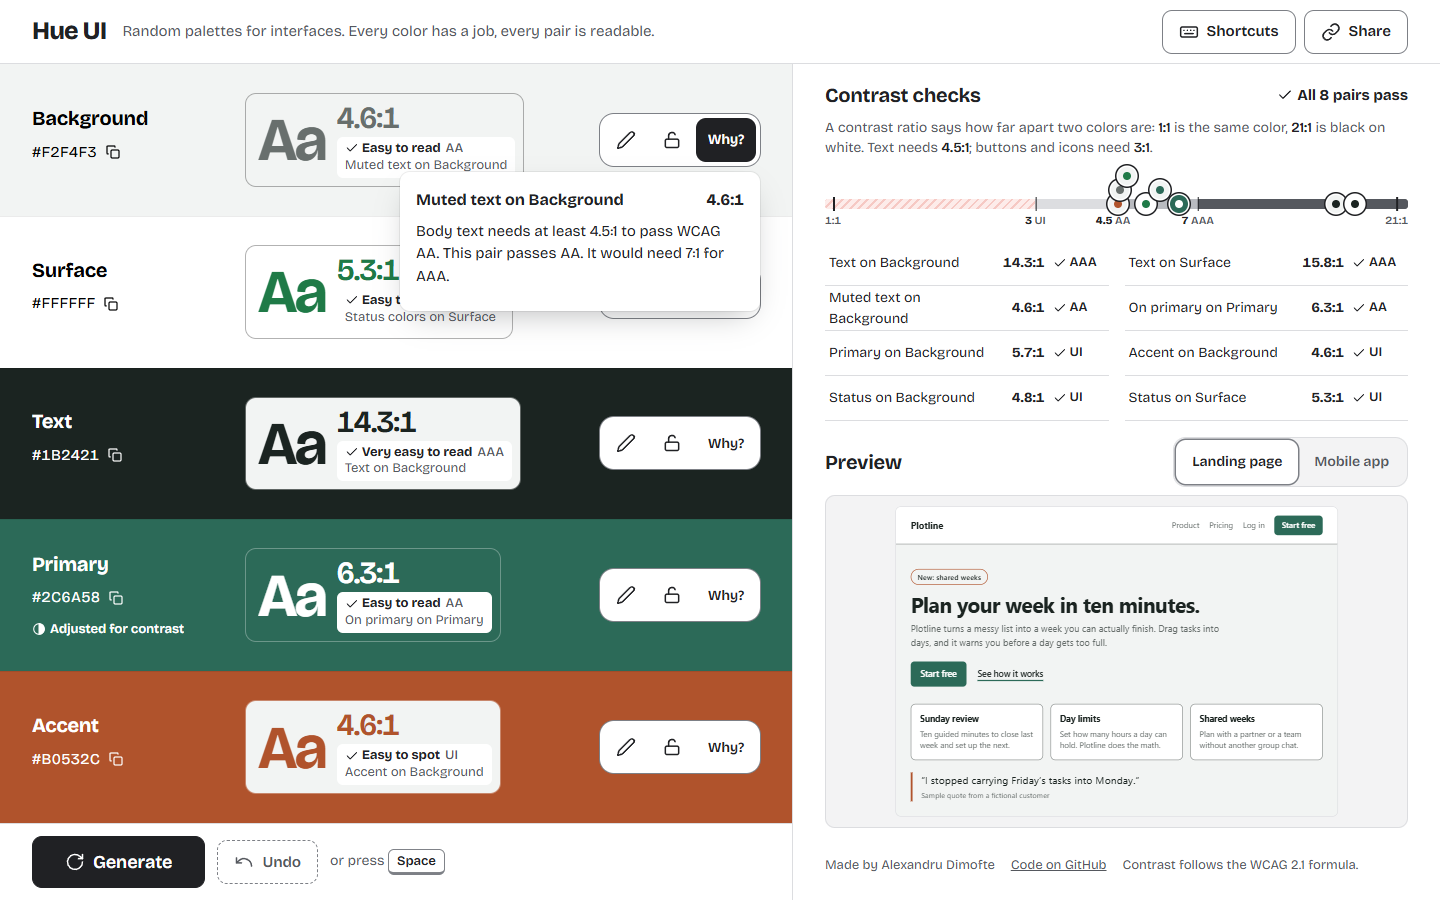 Hue UI
Random palettes for interfaces. Every color has a job, every pair is readable.
Shortcuts
Share
Background
#F2F4F3
Aa
4.6:1
Easy to read AA
Muted text on Background
Why?
Muted text on Background 4.6:1
Body text needs at least 4.5:1 to pass WCAG
AA. This pair passes AA. It would need 7:1 for
AAA.
Surface
#FFFFFF
Aa
5.3:1
Easy t
Status colors on Surface
Text
#1B2421
Aa
14.3:1
Very easy to read AAA
Text on Background
Why?
Primary
#2C6A58
Adjusted for contrast
Aa
6.3:1
Easy to read AA
On primary on Primary
Why?
Accent
#B0532C
Aa
4.6:1
Easy to spot UI
Accent on Background
Why?
Generate
Undo
or press Space
Contrast checks
All 8 pairs pass
A contrast ratio says how far apart two colors are: 1:1 is the same color, 21:1 is black on
white. Text needs 4.5:1; buttons and icons need 3:1.
1:1
3 UI
4.5 AA
7 AAA
21:1
Text on Background 14.3:1 AAA
Text on Surface 15.8:1 AAA
Muted text on
Background 4.6:1 AA
On primary on Primary 6.3:1 AA
Primary on Background 5.7:1 UI
Accent on Background 4.6:1 UI
Status on Background 4.8:1 UI
Status on Surface 5.3:1 UI
Preview
Landing page
Mobile app
Plotline
Product
Pricing
Log in
Start free
New: shared weeks
Plan your week in ten minutes.
Plotline turns a messy list into a week you can actually finish. Drag tasks into
days, and it warns you before a day gets too full.
Start free
See how it works
Sunday review
Ten guided minutes to close last
week and set up the next.
Day limits
Set how many hours a day can
hold. Plotline does the math.
Shared weeks
Plan with a partner or a team
without another group chat.
"I stopped carrying Friday's tasks into Monday."
Sample quote from a fictional customer
Made by Alexandru Dimofte
Code on GitHub
Contrast follows the WCAG 2.1 formula.